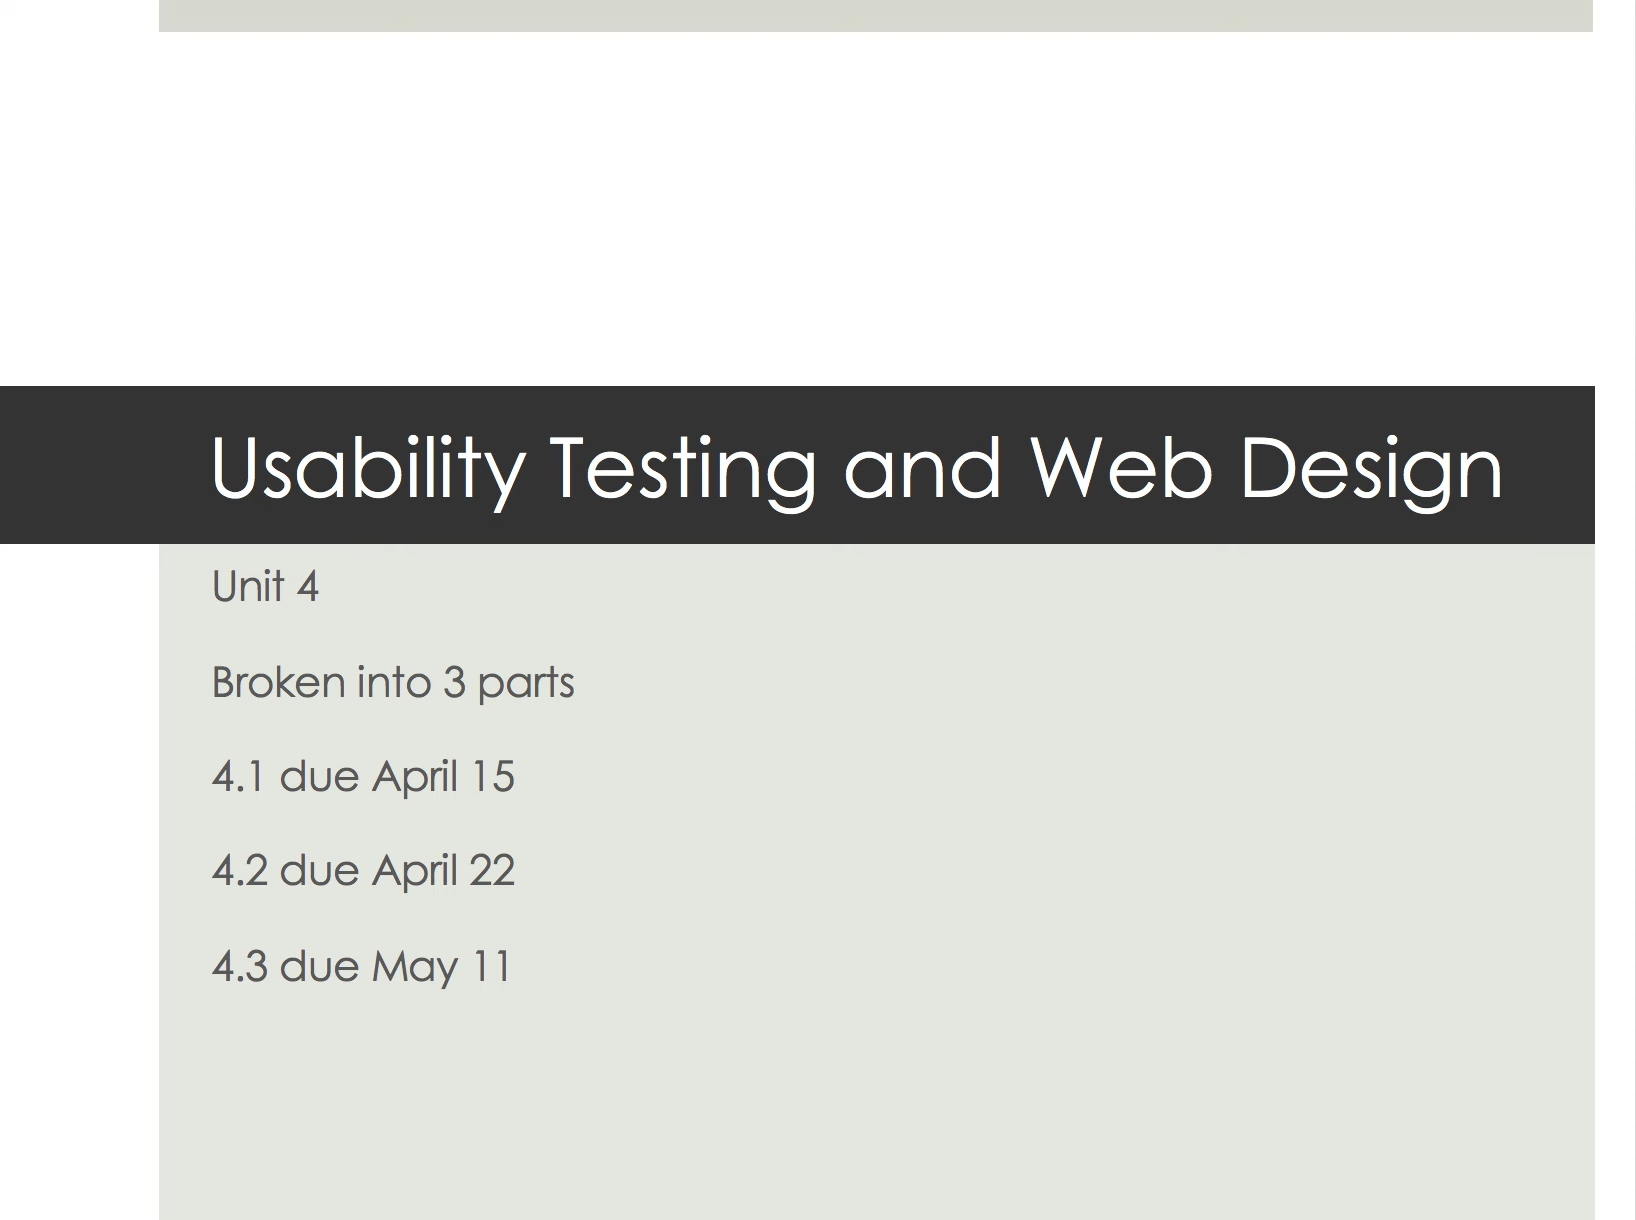 Usability Testing and Web Design
Unit 4
Broken into 3 parts
4.1 due April 15
4.2 due April 22
4.3 due May 11